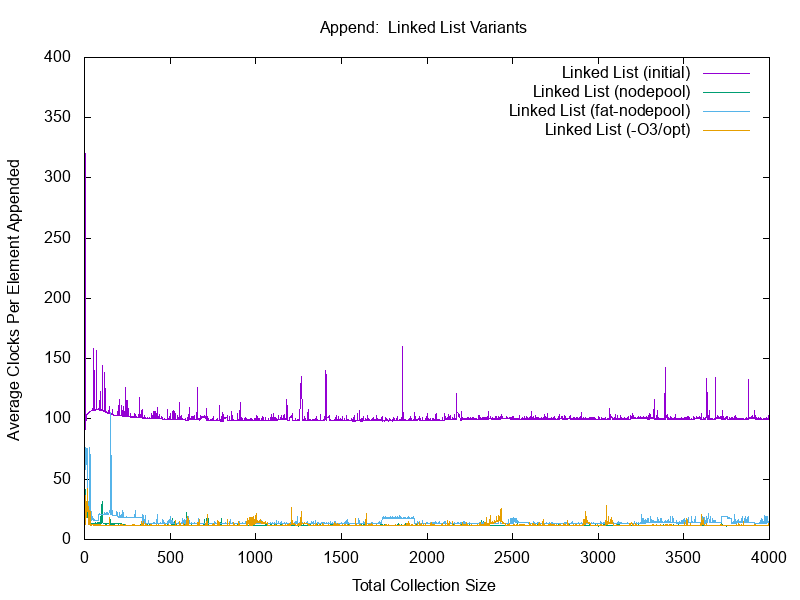 Append:  Linked List Variants
400
350
300
250
200
150
100
50
0
Average Clocks Per Element Appended
Linked List (initial)
Linked List (nodepool)
Linked List (fat-nodepool)
Linked List (-O3/opt)
0 500 1000 1500 2000 2500 3000 3500 4000
Total Collection Size